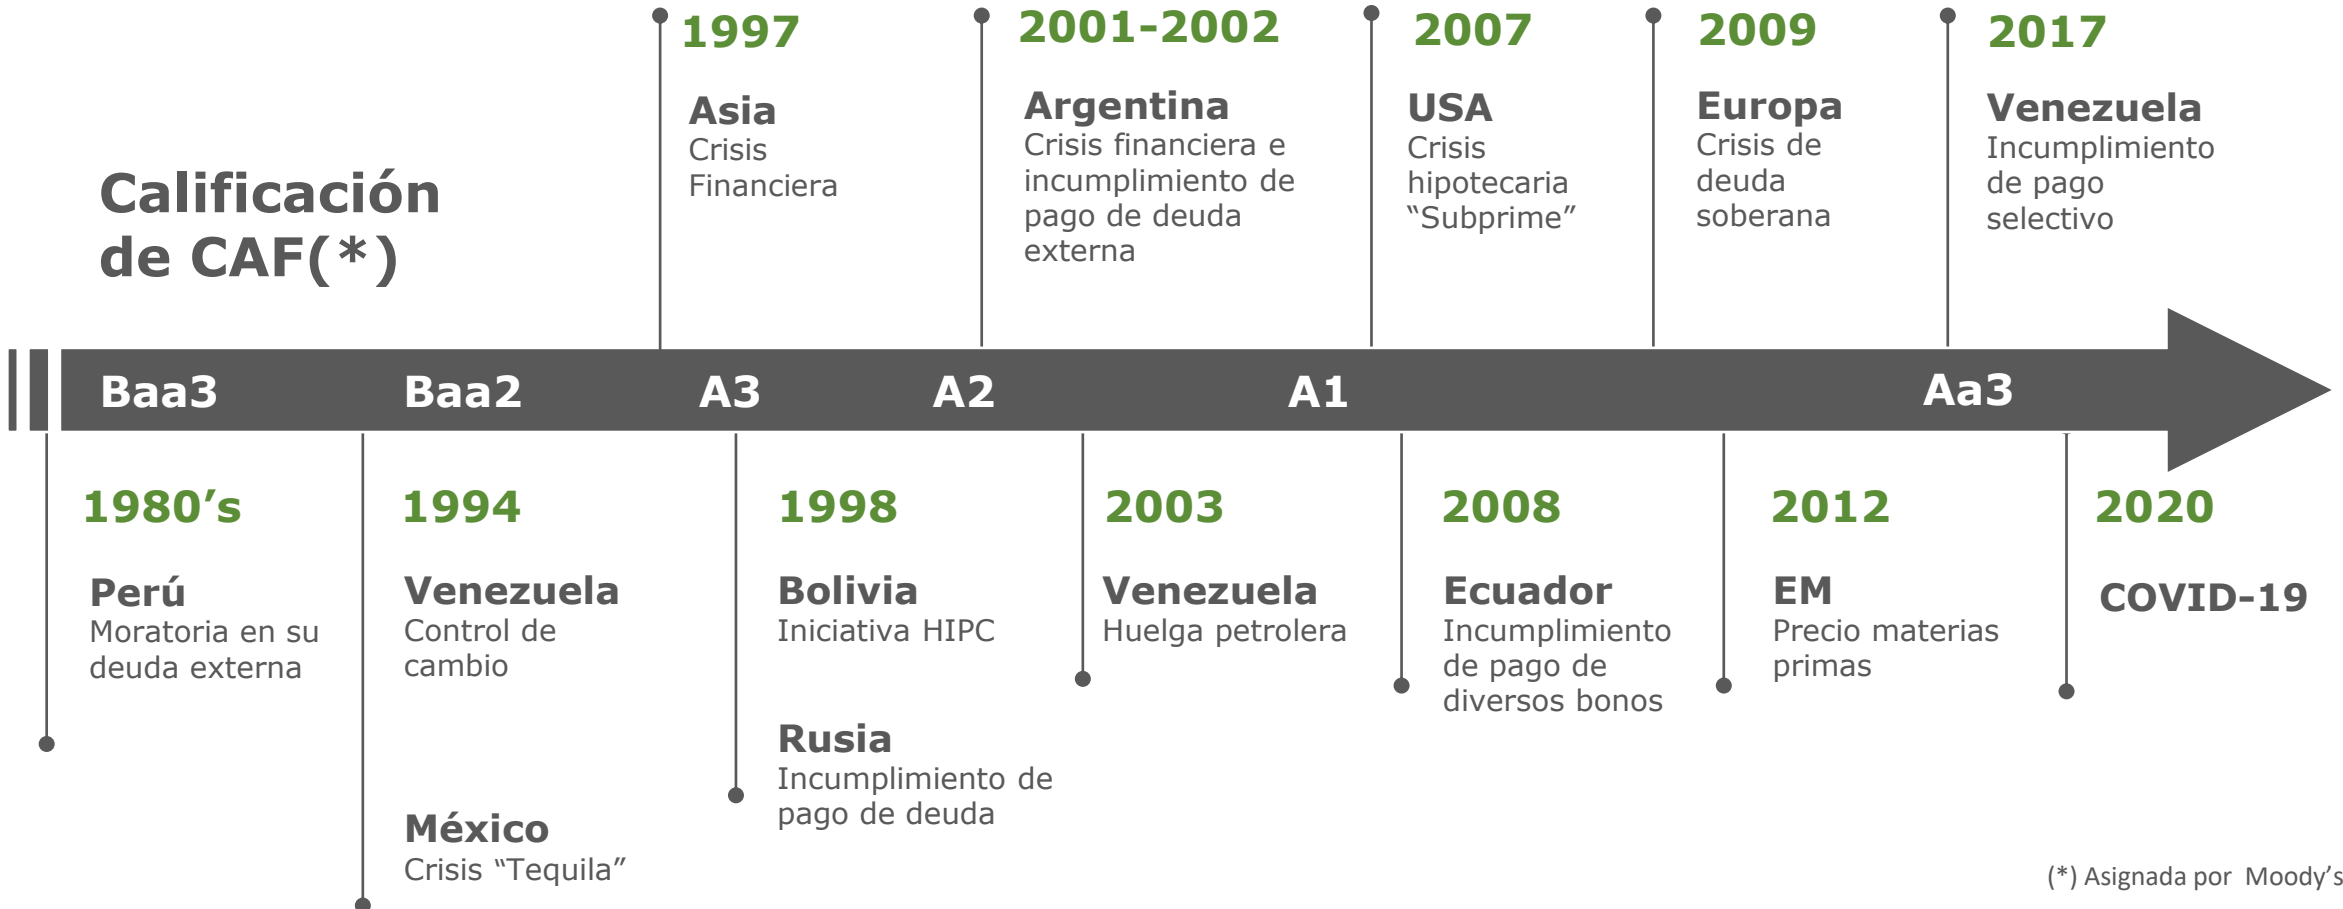 Calificación
de CAF(*)
1997
Asia
Crisis
Financiera
2001-2002
Argentina
Crisis financiera e
incumplimiento de
pago de deuda
externa
2007
USA
Crisis
hipotecaria
“Subprime”
2009
Europa
Crisis de
deuda
soberana
2017
Venezuela
Incumplimiento
de pago
selectivo
Baa3
Baa2
A3
A2
A1
Aa3
1980’s
Perú
Moratoria en su
deuda externa
1994
Venezuela
Control de
cambio
México
Crisis “Tequila”
1998
Bolivia
Iniciativa HIPC
Rusia
Incumplimiento de
pago de deuda
2003
Venezuela
Huelga petrolera
2008
Ecuador
Incumplimiento
de pago de
diversos bonos
2012
EM
Precio materias
primas
2020
COVID-19
(*) Asignada por Moody’s